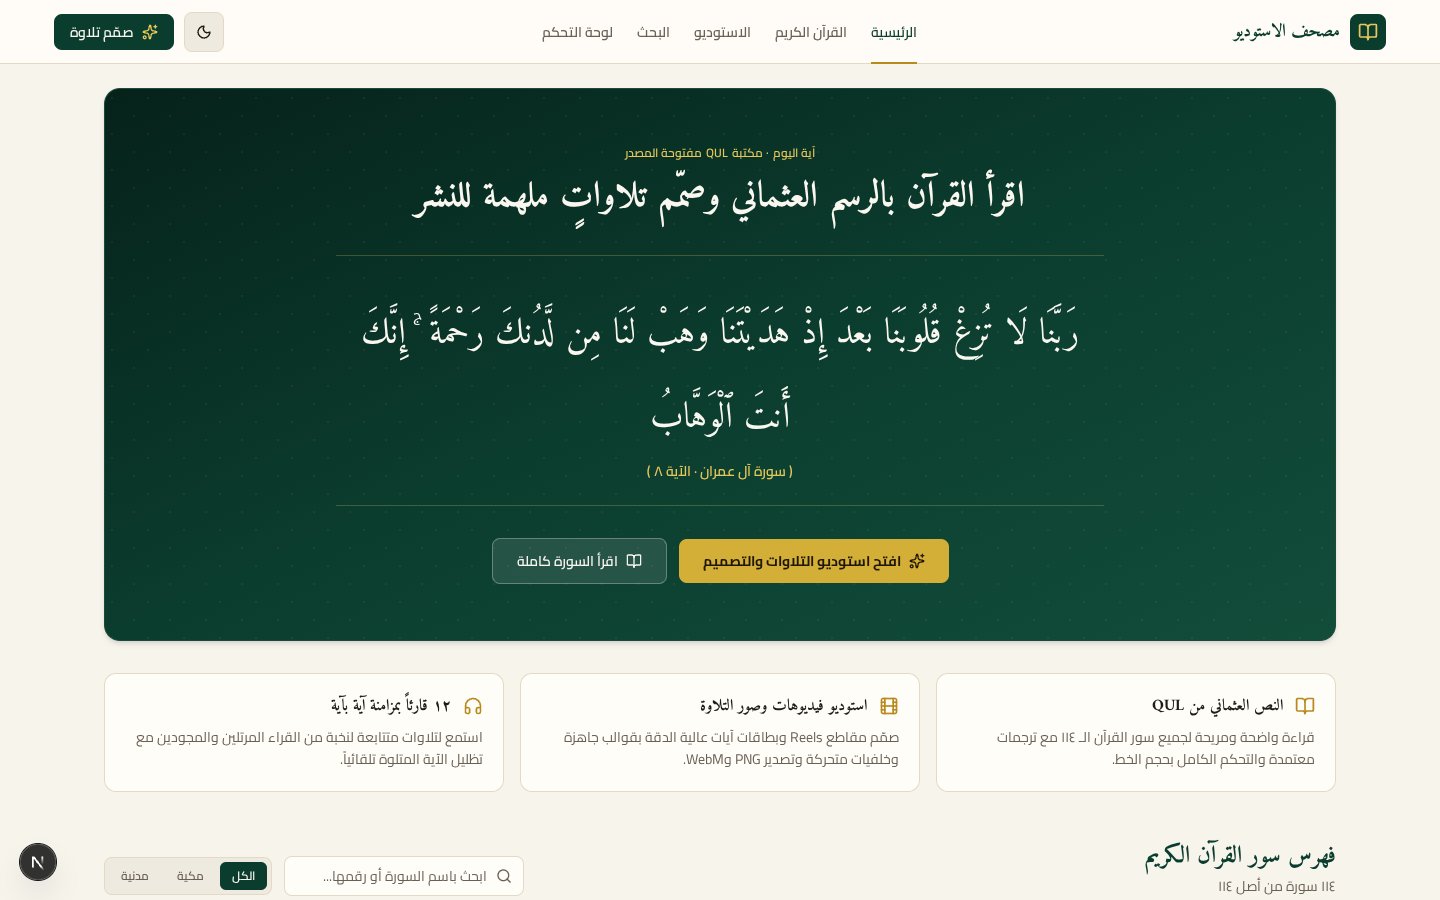 مصحف الاستوديو
الرئيسية
القرآن الكريم
الاستوديو
البحث
لوحة التحكم
صمّم تلاوة
آية اليوم · مكتبة QUL مفتوحة المصدر
اقرأ القرآن بالرسم العثماني وصمّم تلاواتٍ ملهمة للنشر
رَبَّنَا لَا تُزِغْ قُلُوبَنَا بَعْدَ إِذْ هَدَيْتَنَا وَهَبْ لَنَا مِن لَّدُنكَ رَحْمَةً ۚ إِنَّكَ
أَنتَ ٱلْوَهَّابُ
( سورة آل عمران · الآية ٨ )
افتح استوديو التلاوات والتصميم
اقرأ السورة كاملة
النص العثماني من QUL
قراءة واضحة ومريحة لجميع سور القرآن الـ ١١٤ مع ترجمات
معتمدة والتحكم الكامل بحجم الخط.
استوديو فيديوهات وصور التلاوة
صمّم مقاطع Reels وبطاقات آيات عالية الدقة بقوالب جاهزة
وخلفيات متحركة وتصدير PNG وWebM.
١٢ قارئاً بمزامنة آية بآية
استمع لتلاوات متتابعة لنخبة من القراء المرتلين والمجودين مع
تظليل الآية المتلوة تلقائياً.
فهرس سور القرآن الكريم
١١٤ سورة من أصل ١١٤
ابحث باسم السورة أو رقمها...
الكل
مكية
مدنية
N